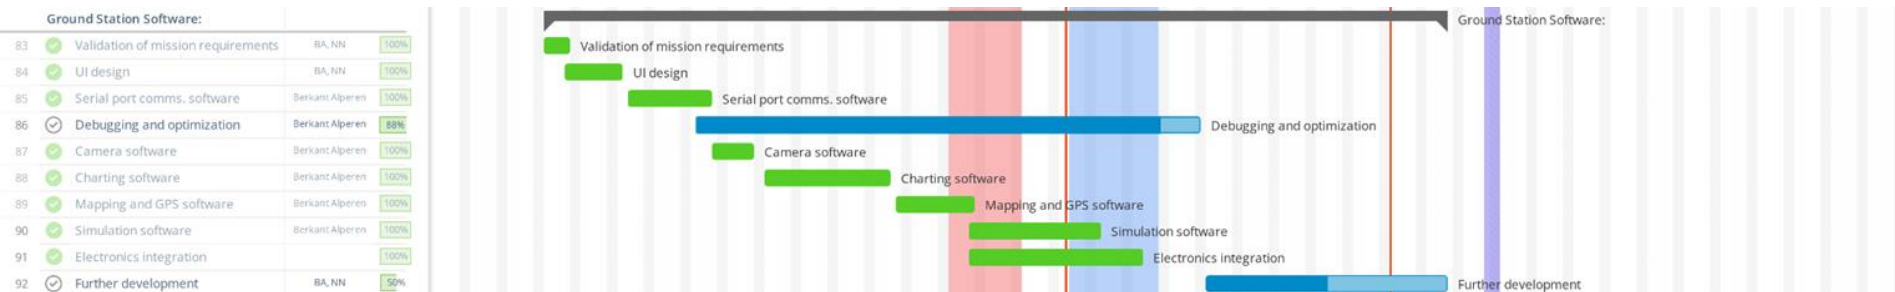 Ground Station Software:
Ground Station Software:
83 Validation of mission requirements BA, NN 100%
Validation of mission requirements
84 UI design BA, NN 100%
UI design
85 Serial port comms. software Berkant Alperen 100%
Serial port comms. software
86 Debugging and optimization Berkant Alperen 88%
Debugging and optimization
87 Camera software Berkant Alperen 100%
Camera software
88 Charting software Berkant Alperen 100%
Charting software
89 Mapping and GPS software Berkant Alperen 100%
Mapping and GPS software
90 Simulation software Berkant Alperen 100%
Simulation software
91 Electronics integration 100%
Electronics integration
92 Further development BA, NN 50%
Further development